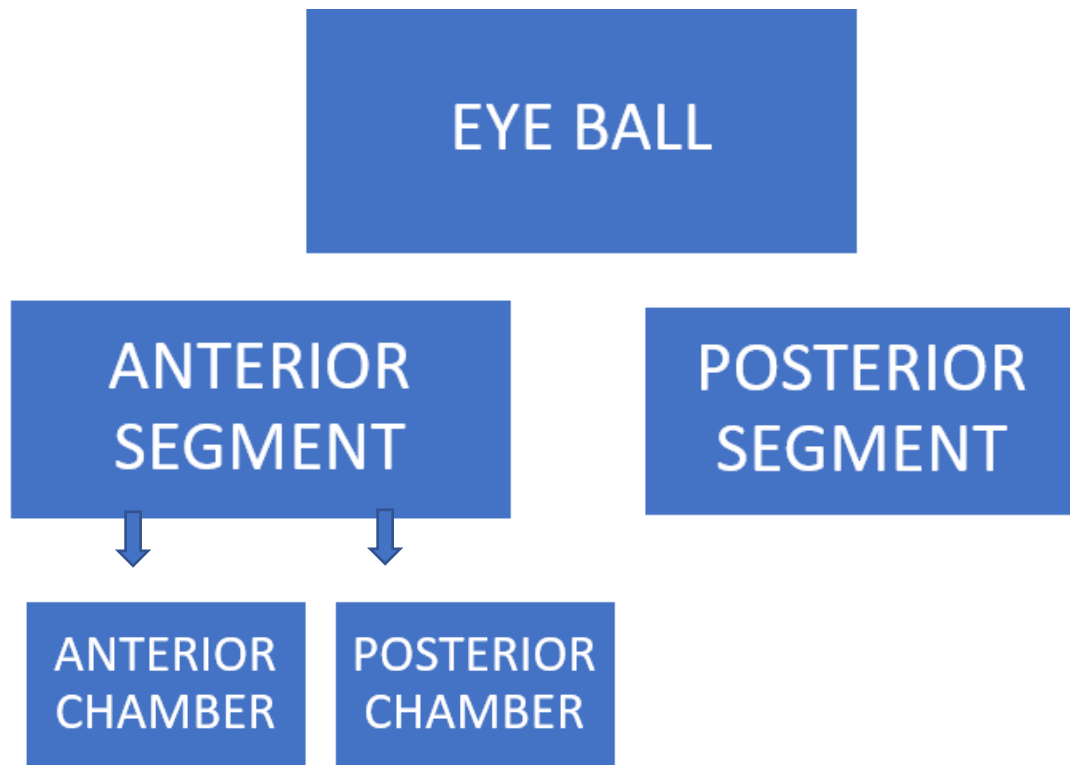 EYE BALL
ANTERIOR
SEGMENT
POSTERIOR
SEGMENT
ANTERIOR
CHAMBER
POSTERIOR
CHAMBER